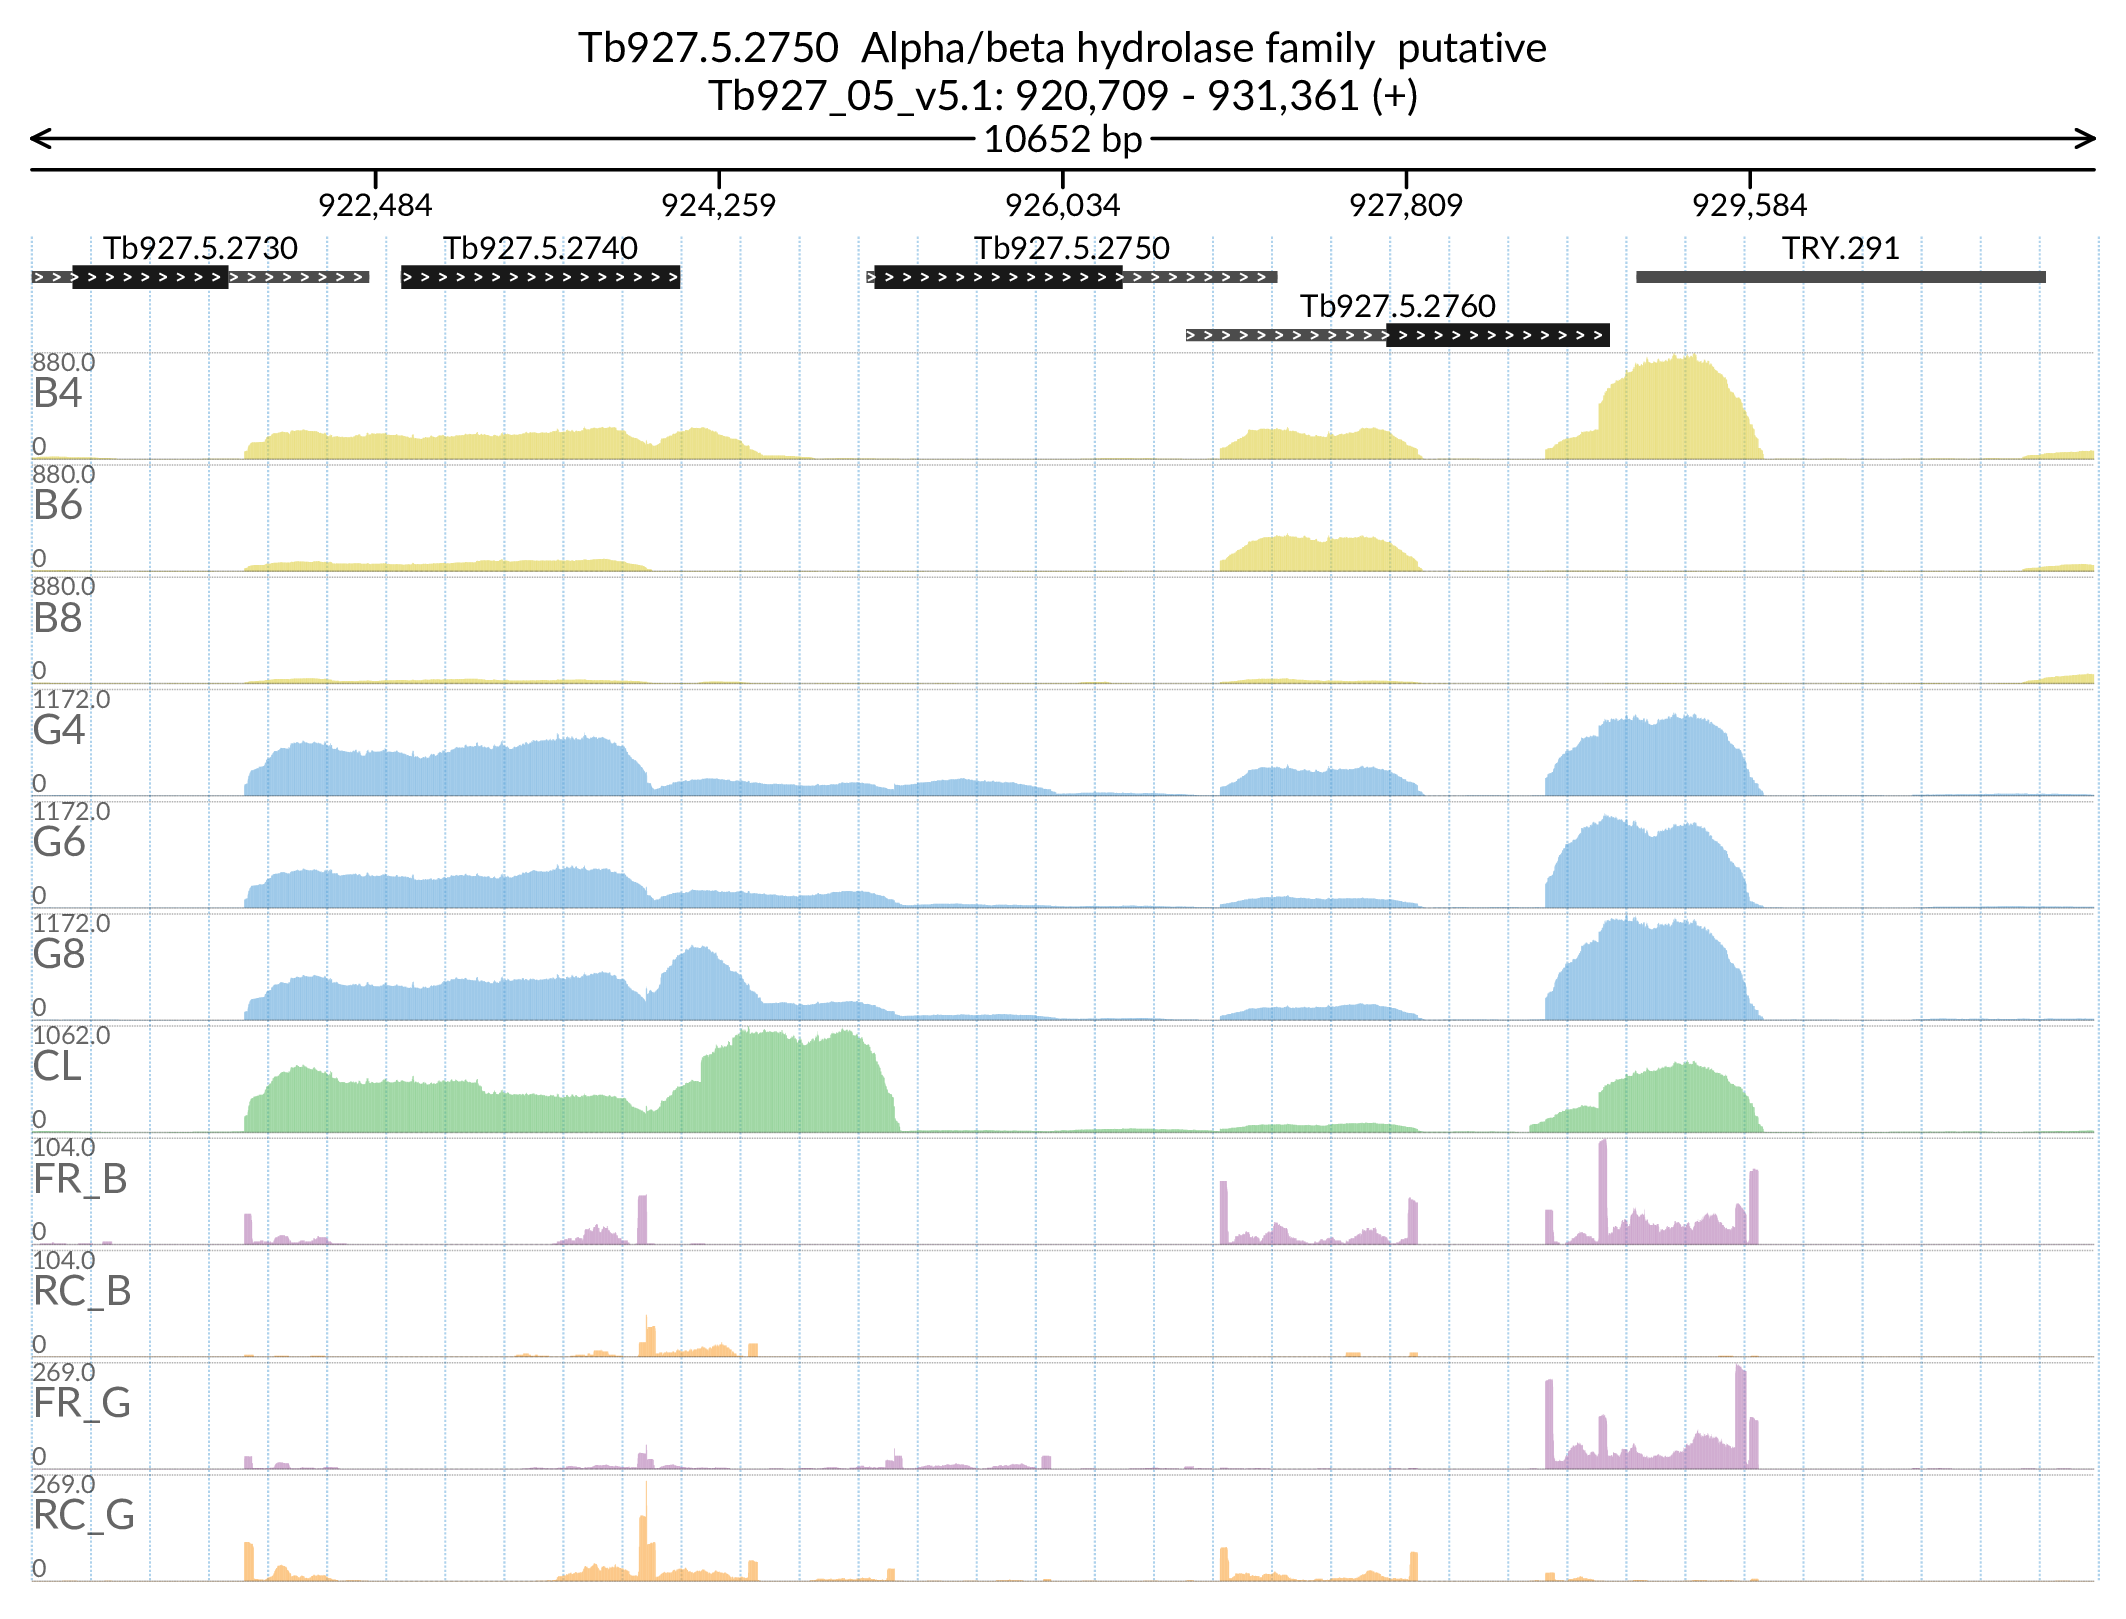 Tb927.5.2750  Alpha/beta hydrolase family  putative
Tb927_05_v5.1: 920,709 - 931,361 (+)
10652 bp
922,484 924,259 926,034 927,809 929,584
Tb927.5.2730 Tb927.5.2740 Tb927.5.2750 TRY.291
Tb927.5.2760
880.0
B4
0
880.0
B6
0
880.0
B8
0
1172.0
G4
0
1172.0
G6
0
1172.0
G8
0
1062.0
CL
0
104.0
FR_B
0
104.0
RC_B
0
269.0
FR_G
0
269.0
RC_G
0